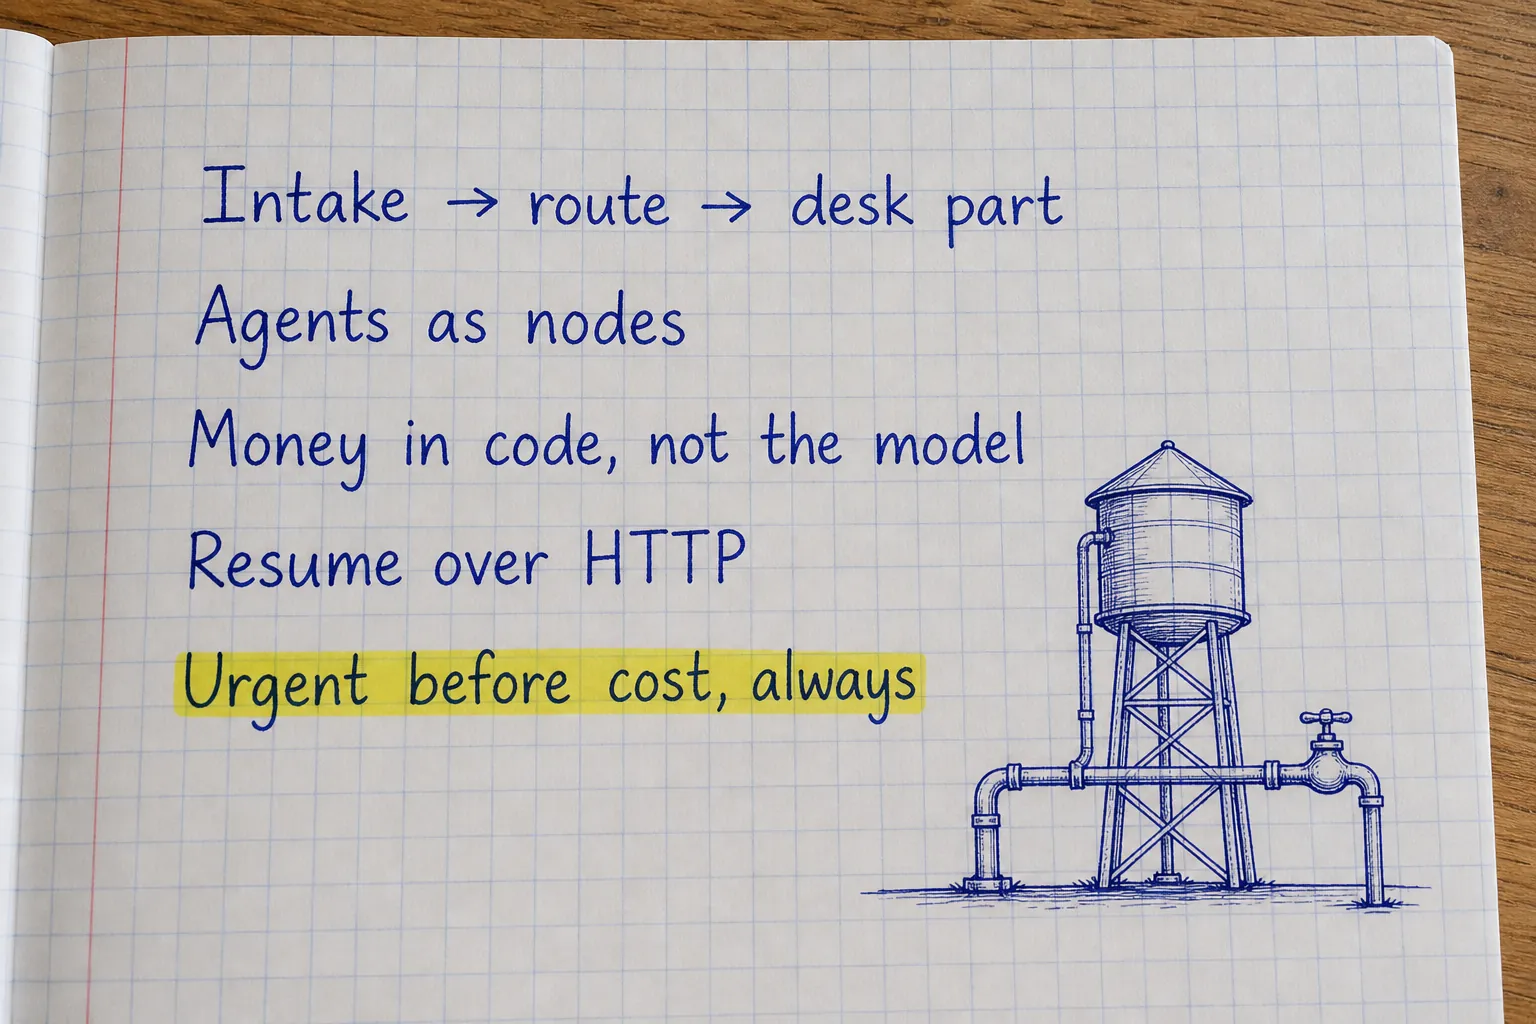 Intake → route → desk part
Agents as nodes
Money in code, not the model
Resume over HTTP
Urgent before cost, always